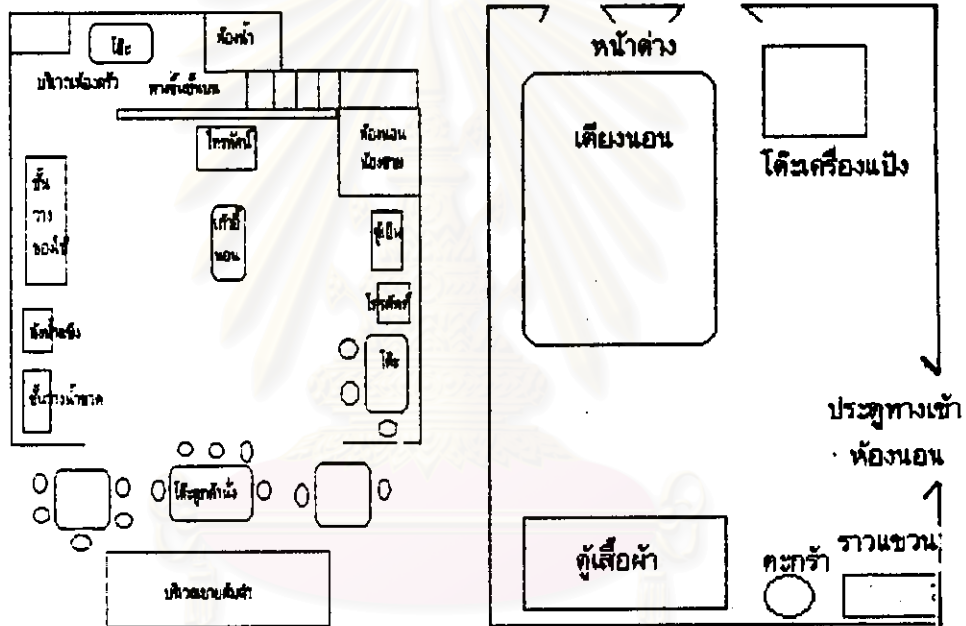 โต๊ะ
ห้องน้ำ
บริเวณห้องครัว
ทางขึ้นชั้นบน
โทรทัศน์
ห้องนอน
น้องชาย
ชั้น
วาง
ของใช้
เก้าอี้
นอน
ตู้เย็น
โทรศัพท์
ถังน้ำแข็ง
โต๊ะ
ชั้นวางน้ำขวด
โต๊ะลูกค้านั่ง
บริเวณขายส้มตำ
หน้าต่าง
เตียงนอน
โต๊ะเครื่องแป้ง
ประตูทางเข้า
ห้องนอน
ตู้เสื้อผ้า
ตะกร้า
ราวแขวน